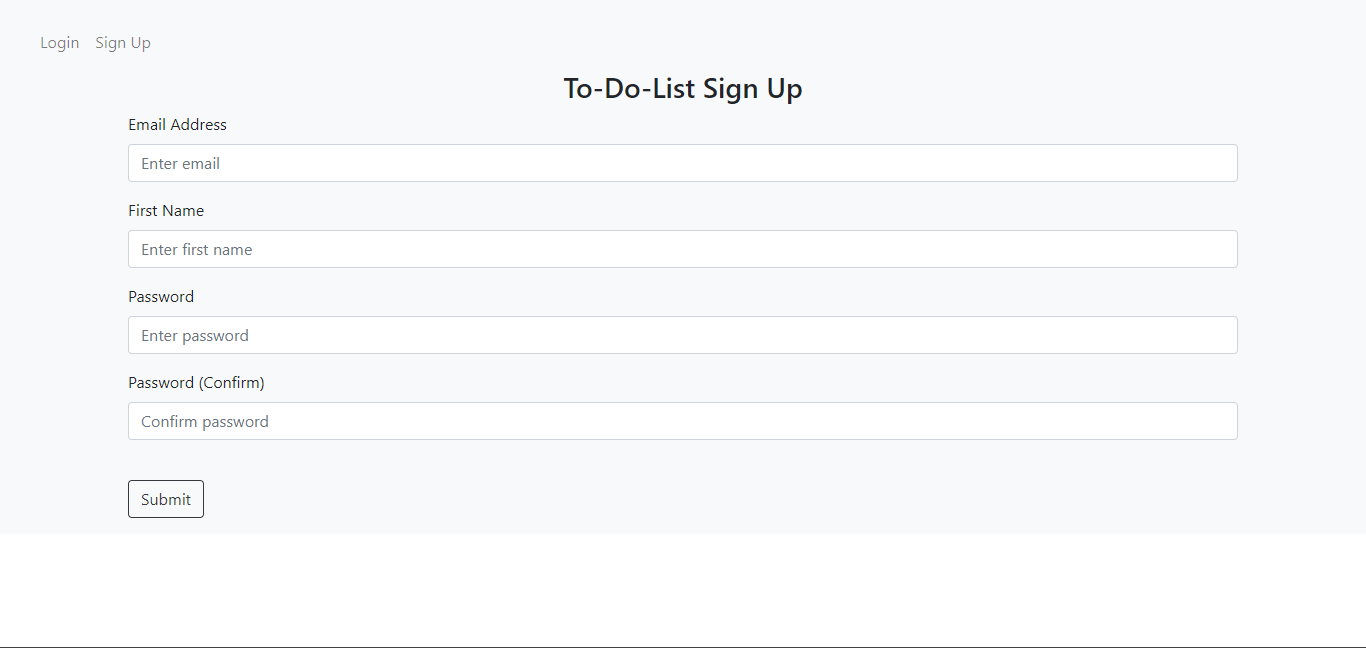 Login Sign Up
To-Do-List Sign Up
Email Address
Enter email
First Name
Enter first name
Password
Enter password
Password (Confirm)
Confirm password
Submit